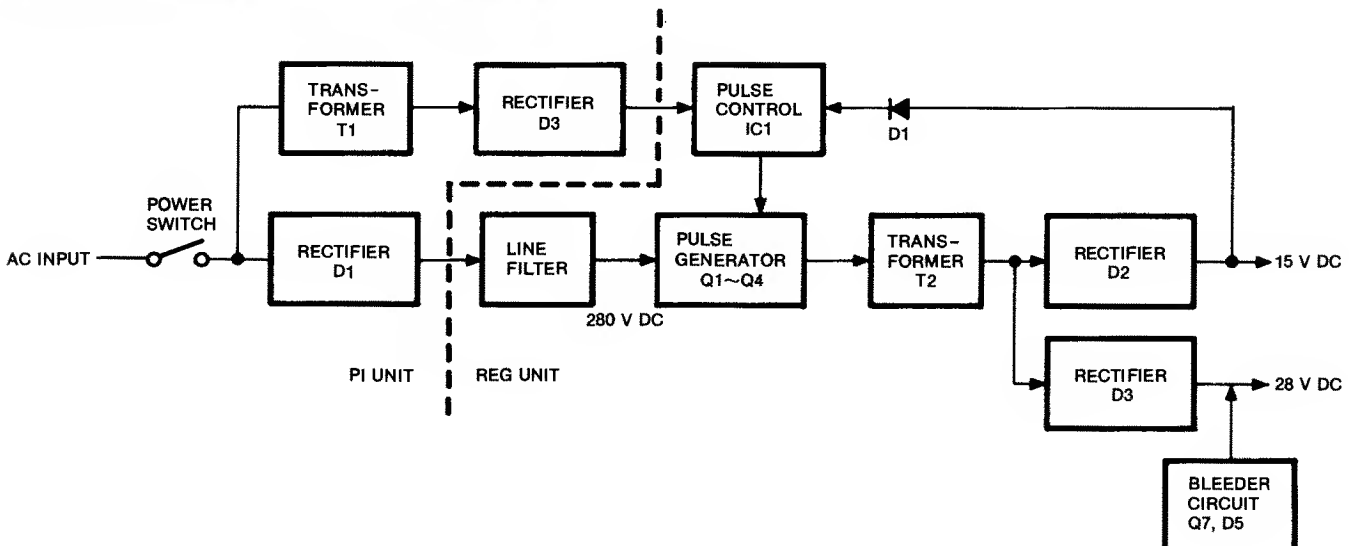 TRANS-
FORMER
T1
RECTIFIER
D3
PULSE
CONTROL
IC1
D1
POWER
SWITCH
AC INPUT
RECTIFIER
D1
LINE
FILTER
280 V DC
PULSE
GENERATOR
Q1~Q4
TRANS-
FORMER
T2
RECTIFIER
D2
15 V DC
PI UNIT
REG UNIT
RECTIFIER
D3
28 V DC
BLEEDER
CIRCUIT
Q7, D5